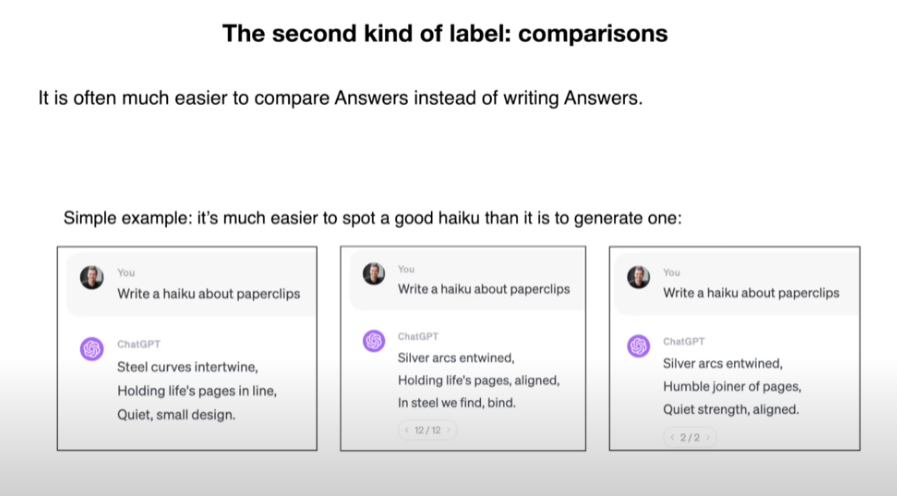 The second kind of label: comparisons
It is often much easier to compare Answers instead of writing Answers.
Simple example: it's much easier to spot a good haiku than it is to generate one:
You
Write a haiku about paperclips
ChatGPT
Steel curves intertwine,
Holding life's pages in line,
Quiet, small design.
You
Write a haiku about paperclips
ChatGPT
Silver arcs entwined,
Holding life's pages, aligned,
In steel we find, bind.
< 12/12 >
You
Write a haiku about paperclips
ChatGPT
Silver arcs entwined,
Humble joiner of pages,
Quiet strength, aligned.
< 2/2 >